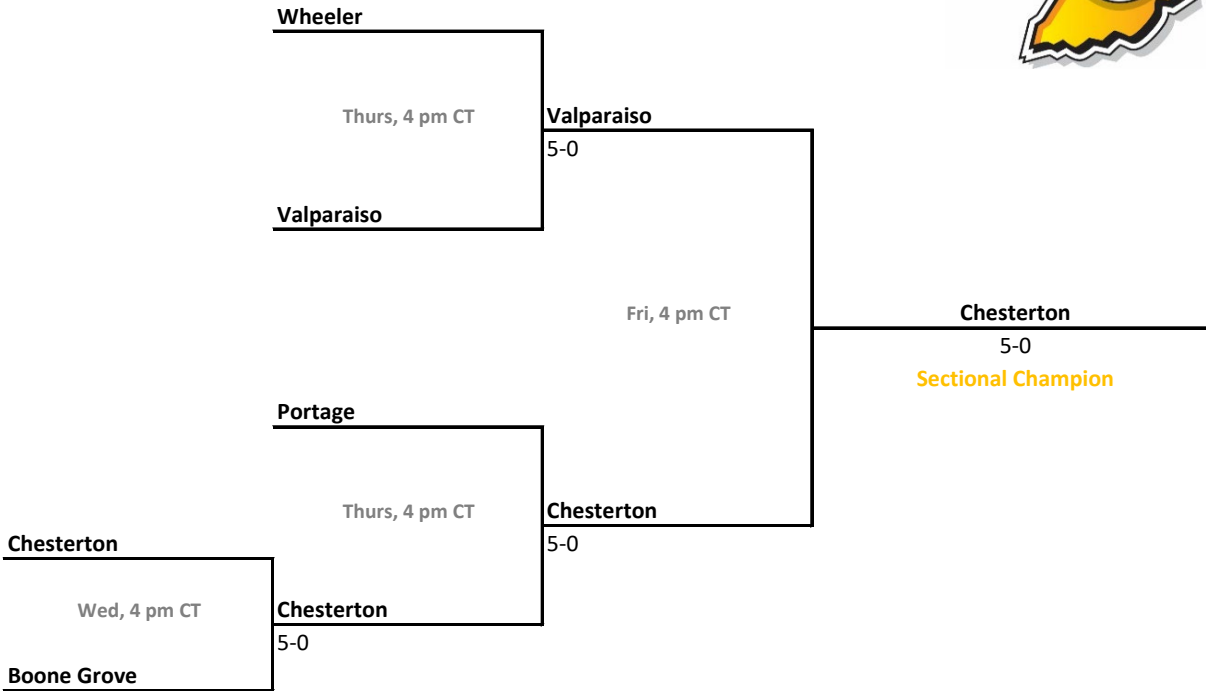 Wheeler
Thurs, 4 pm CT
Valparaiso
5-0
Valparaiso
Fri, 4 pm CT
Chesterton
5-0
Sectional Champion
Portage
Thurs, 4 pm CT
Chesterton
5-0
Chesterton
Wed, 4 pm CT
Chesterton
5-0
Boone Grove